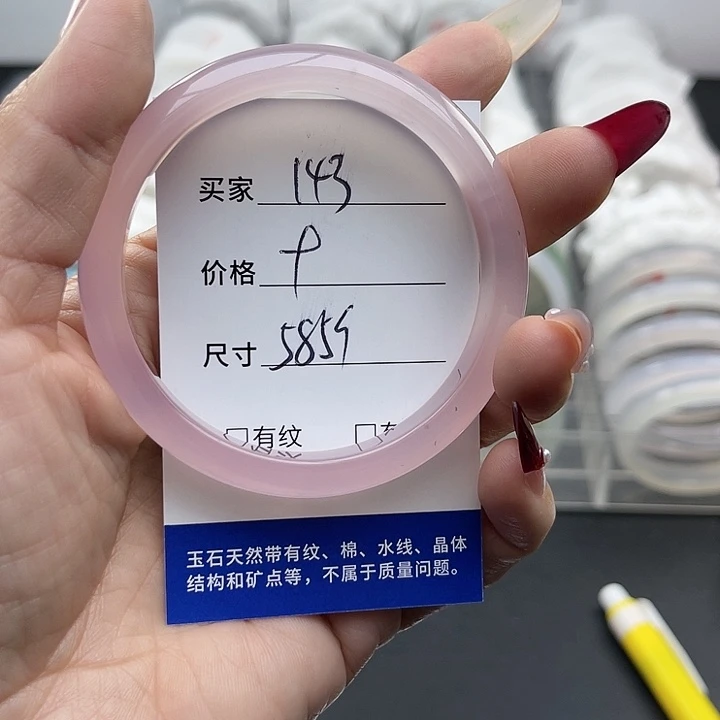 买家 143
价格
尺寸 5859
□有纹 □
玉石天然带有纹、棉、水线、晶体
结构和矿点等，不属于质量问题。